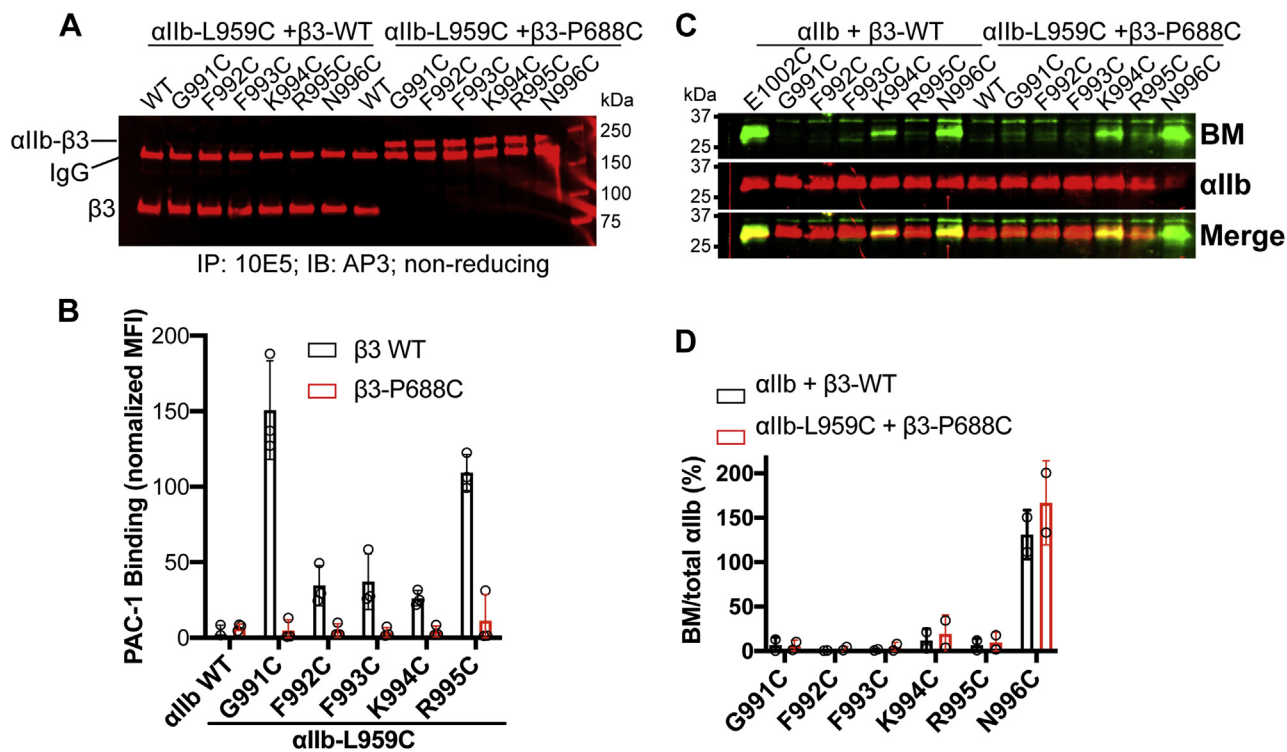 A
αIIb-L959C +β3-WT αIIb-L959C +β3-P688C
WT G991C F992C F993C K994C R995C N996C WT G991C F992C F993C K994C R995C N996C
kDa
αIIb-β3
IgG
β3
250
150
100
75
IP: 10E5; IB: AP3; non-reducing
B
PAC-1 Binding (nomalized MFI)
200
150
100
50
0
β3 WT
β3-P688C
αIIb WT G991C F992C F993C K994C R995C
αIIb-L959C
C
αIIb + β3-WT αIIb-L959C +β3-P688C
E1002C G991C F992C F993C K994C R995C N996C WT G991C F992C F993C K994C R995C N996C
kDa
37
25
BM
37
25
αIIb
37
25
Merge
D
αIIb + β3-WT
αIIb-L959C + β3-P688C
BM/total αIIb (%)
200
150
100
50
0
G991C F992C F993C K994C R995C N996C